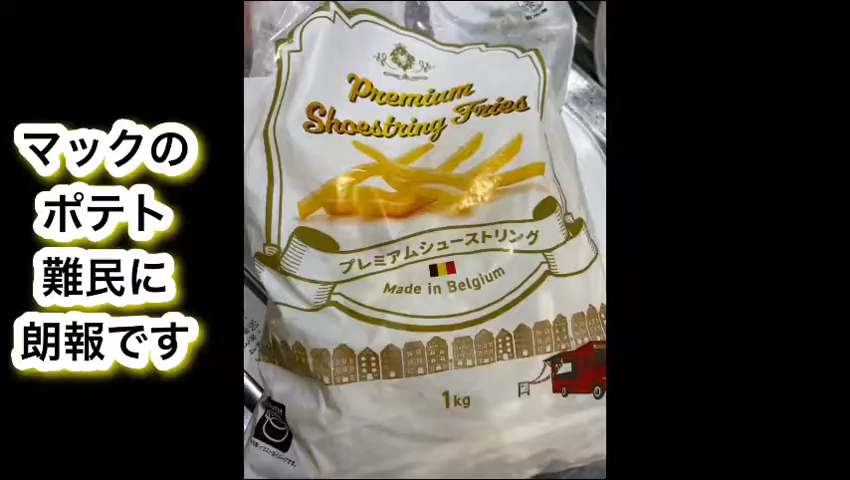 マックの
ポテト
難民に
朗報です
Premium
Shoestring Fries
プレミアムシューストリング
Made in Belgium
1kg